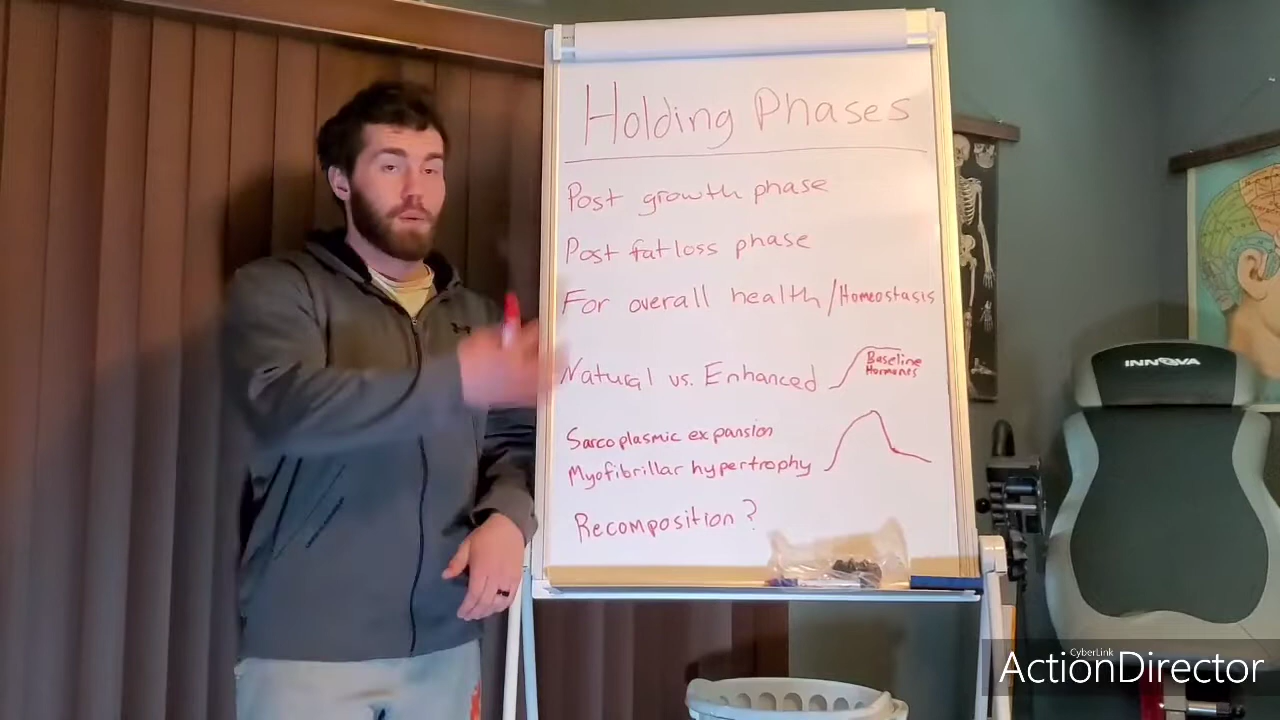 Holding Phases
Post growth phase
Post fat loss phase
For overall health/Homeostasis
Natural vs. Enhanced
Baseline
Hormones
Sarcoplasmic expansion
Myofibrillar hypertrophy
Recomposition?
INNOVA
CyberLink
ActionDirector